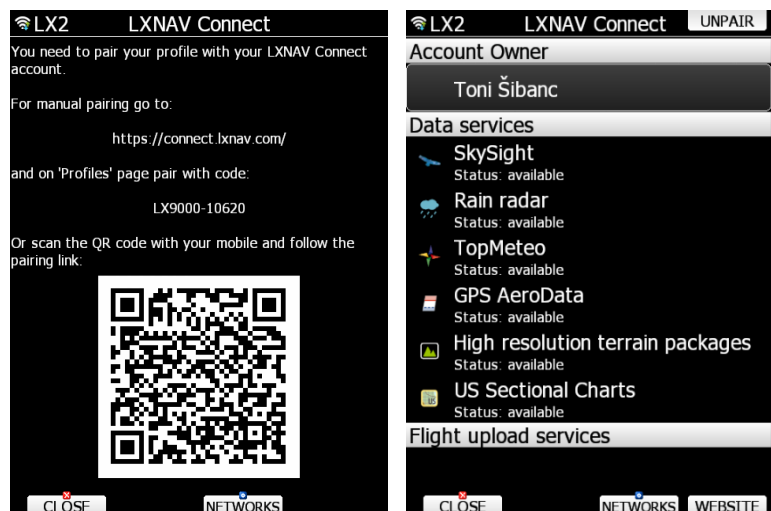 LX2 LXNAV Connect
You need to pair your profile with your LXNAV Connect
account.
For manual pairing go to:
https://connect.lxnav.com/
and on 'Profiles' page pair with code:
LX9000-10620
Or scan the QR code with your mobile and follow the
pairing link:
CLOSE NETWORKS
LX2 LXNAV Connect UNPAIR
Account Owner
Toni Šibanc
Data services
SkySight
Status: available
Rain radar
Status: available
TopMeteo
Status: available
GPS AeroData
Status: available
High resolution terrain packages
Status: available
US Sectional Charts
Status: available
Flight upload services
CLOSE NETWORKS WEBSITE